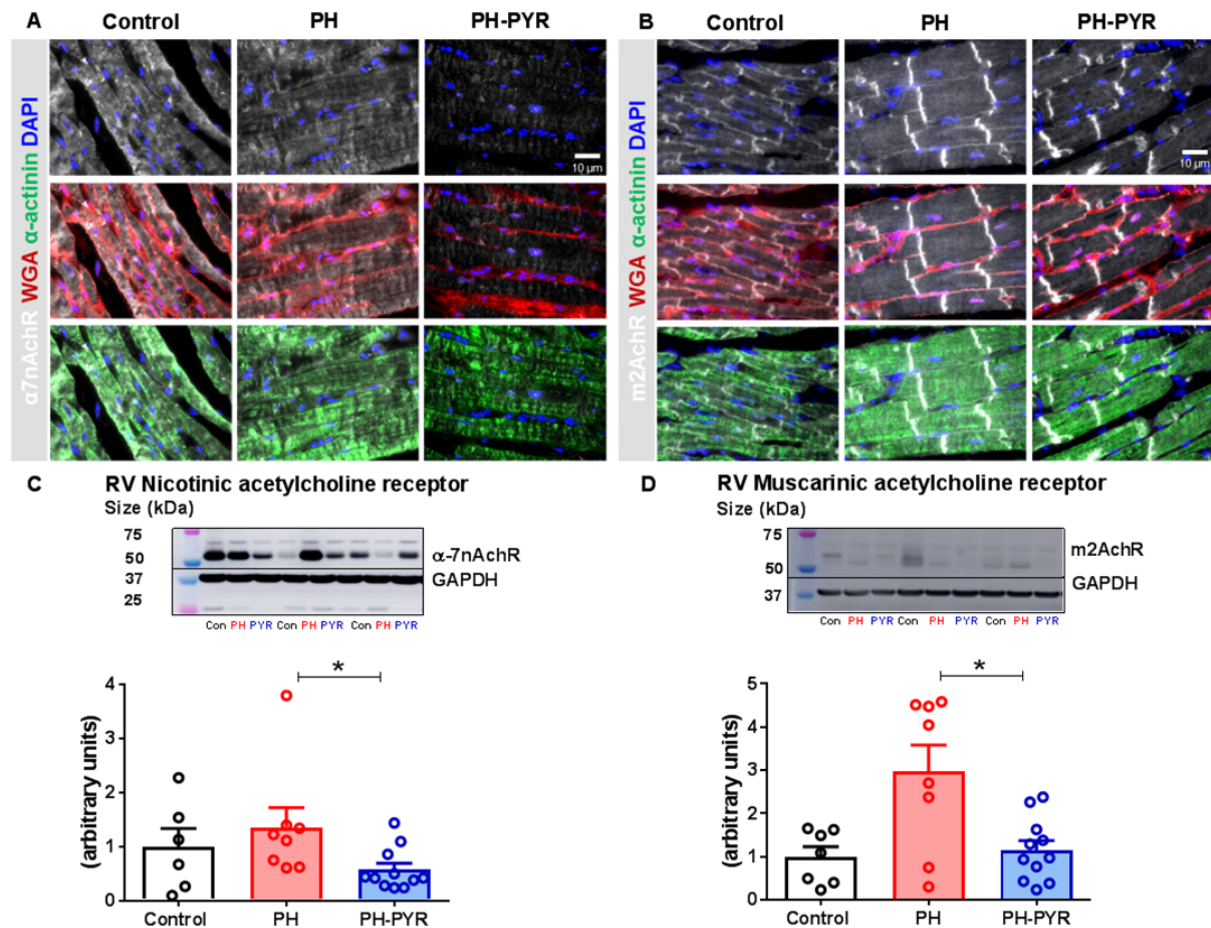 A Control PH PH-PYR
α7nAchR WGA α-actinin DAPI
10 µm
B Control PH PH-PYR
m2AchR WGA α-actinin DAPI
10 µm
C RV Nicotinic acetylcholine receptor
Size (kDa)
75
50
37
25
α-7nAchR
GAPDH
Con PH PYR Con PH PYR Con PH PYR
*
(arbitrary units)
4
3
2
1
0
Control PH PH-PYR
D RV Muscarinic acetylcholine receptor
Size (kDa)
75
50
37
m2AchR
GAPDH
Con PH PYR Con PH PYR Con PH PYR
*
(arbitrary units)
5
4
3
2
1
0
Control PH PH-PYR